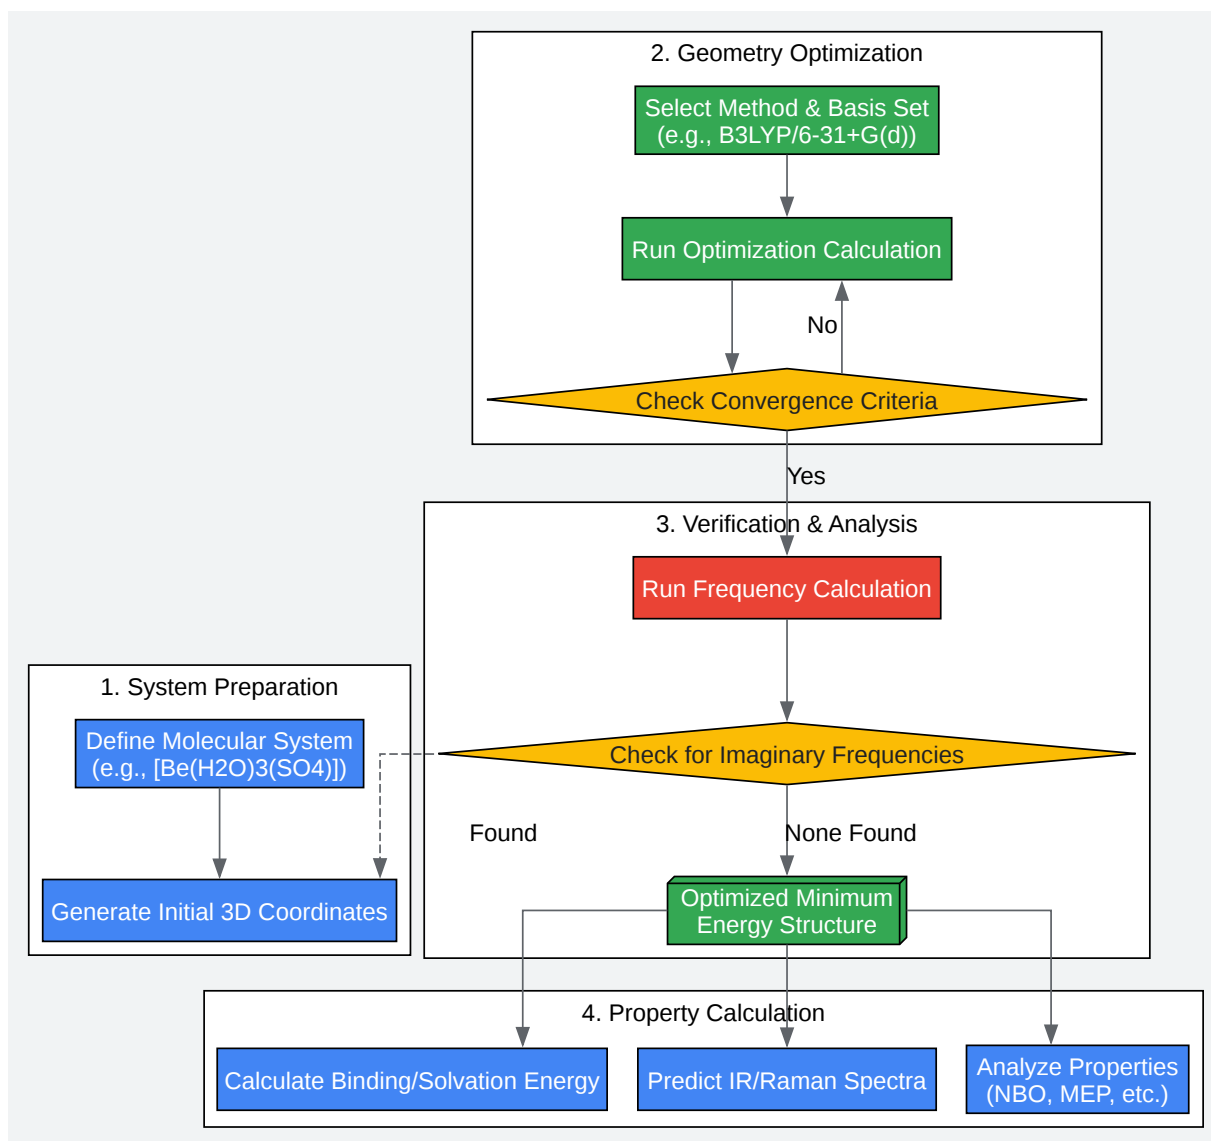 2. Geometry Optimization
Select Method & Basis Set
(e.g., B3LYP/6-31+G(d))
Run Optimization Calculation
No
Check Convergence Criteria
Yes
3. Verification & Analysis
Run Frequency Calculation
1. System Preparation
Define Molecular System
(e.g., [Be(H2O)3(SO4)])
Generate Initial 3D Coordinates
Check for Imaginary Frequencies
Found
None Found
Optimized Minimum
Energy Structure
4. Property Calculation
Calculate Binding/Solvation Energy
Predict IR/Raman Spectra
Analyze Properties
(NBO, MEP, etc.)